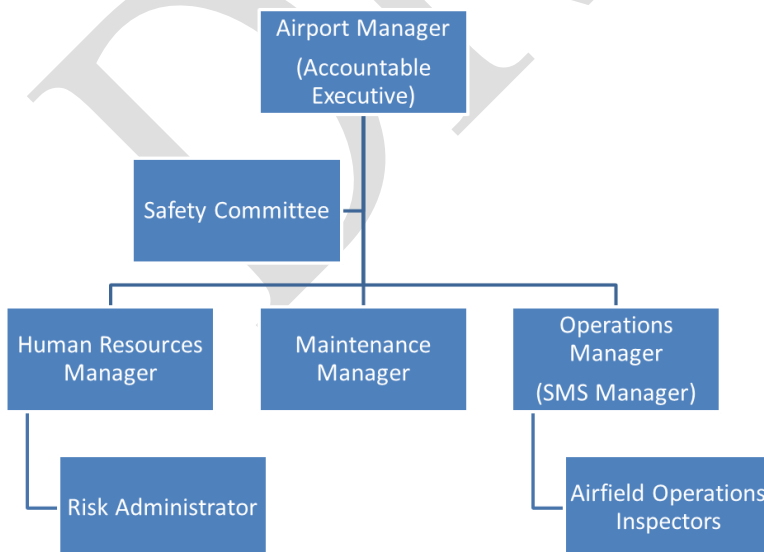 Airport Manager
(Accountable
Executive)
Safety Committee
Human Resources
Manager
Maintenance
Manager
Operations
Manager
(SMS Manager)
Risk Administrator
Airfield Operations
Inspectors